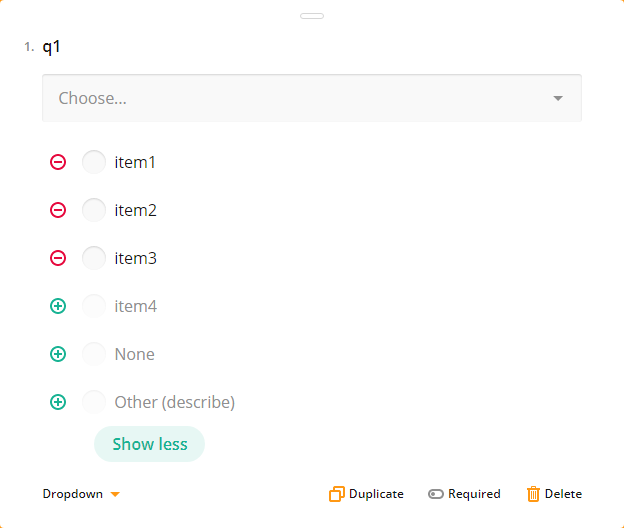 1. q1
Choose...
item1
item2
item3
item4
None
Other (describe)
Show less
Dropdown Duplicate Required Delete